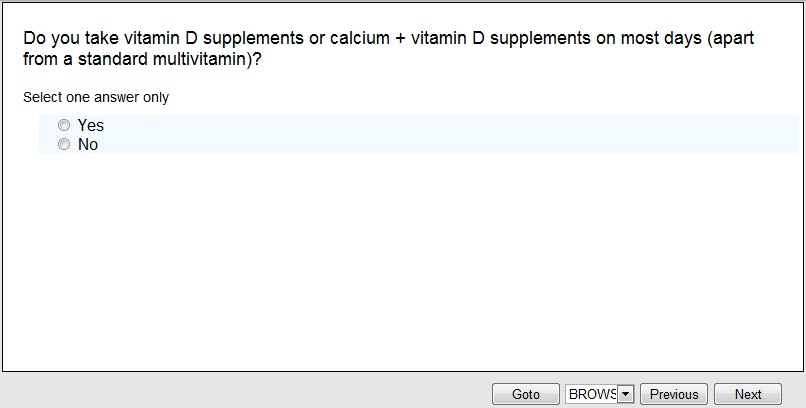 Do you take vitamin D supplements or calcium + vitamin D supplements on most days (apart
from a standard multivitamin)?
Select one answer only
Yes
No
Goto
BROWS
Previous
Next